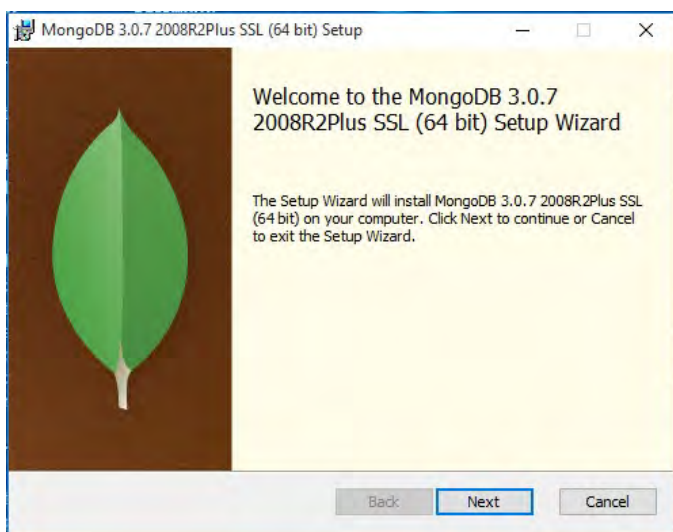 MongoDB 3.0.7 2008R2Plus SSL (64 bit) Setup
Welcome to the MongoDB 3.0.7
2008R2Plus SSL (64 bit) Setup Wizard
The Setup Wizard will install MongoDB 3.0.7 2008R2Plus SSL
(64 bit) on your computer. Click Next to continue or Cancel
to exit the Setup Wizard.
Back Next Cancel